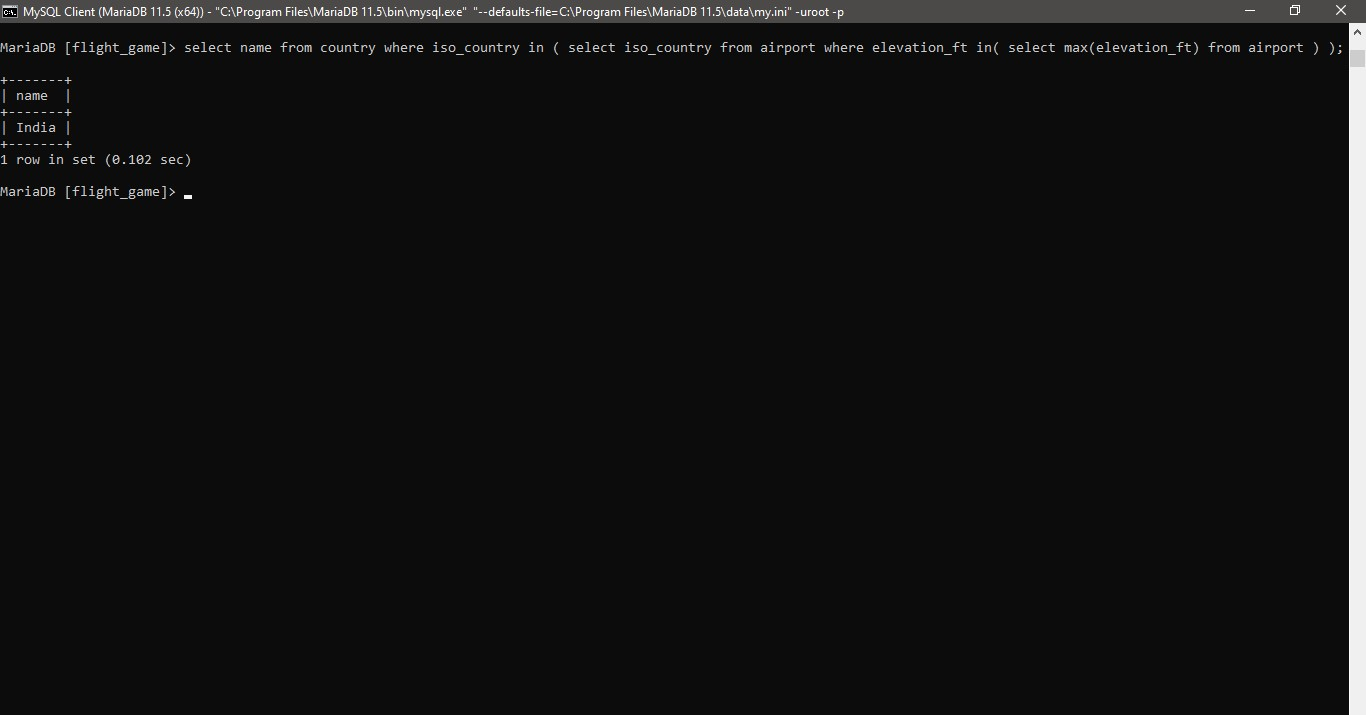 MySQL Client (MariaDB 11.5 (x64)) - "C:\Program Files\MariaDB 11.5\bin\mysql.exe" "--defaults-file=C:\Program Files\MariaDB 11.5\data\my.ini" -uroot -p
MariaDB [flight_game]> select name from country where iso_country in ( select iso_country from airport where elevation_ft in( select max(elevation_ft) from airport ) );
+-------+
| name  |
+-------+
| India |
+-------+
1 row in set (0.102 sec)
MariaDB [flight_game]> _